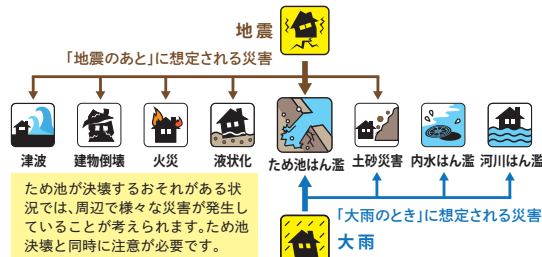 地震
「地震のあと」に想定される災害
津波 建物倒壊 火災 液状化 ため池はん濫 土砂災害 内水はん濫 河川はん濫
ため池が決壊するおそれがある状
況では、周辺で様々な災害が発生し
ていることが考えられます。ため池
決壊と同時に注意が必要です。
「大雨のとき」に想定される災害
大雨